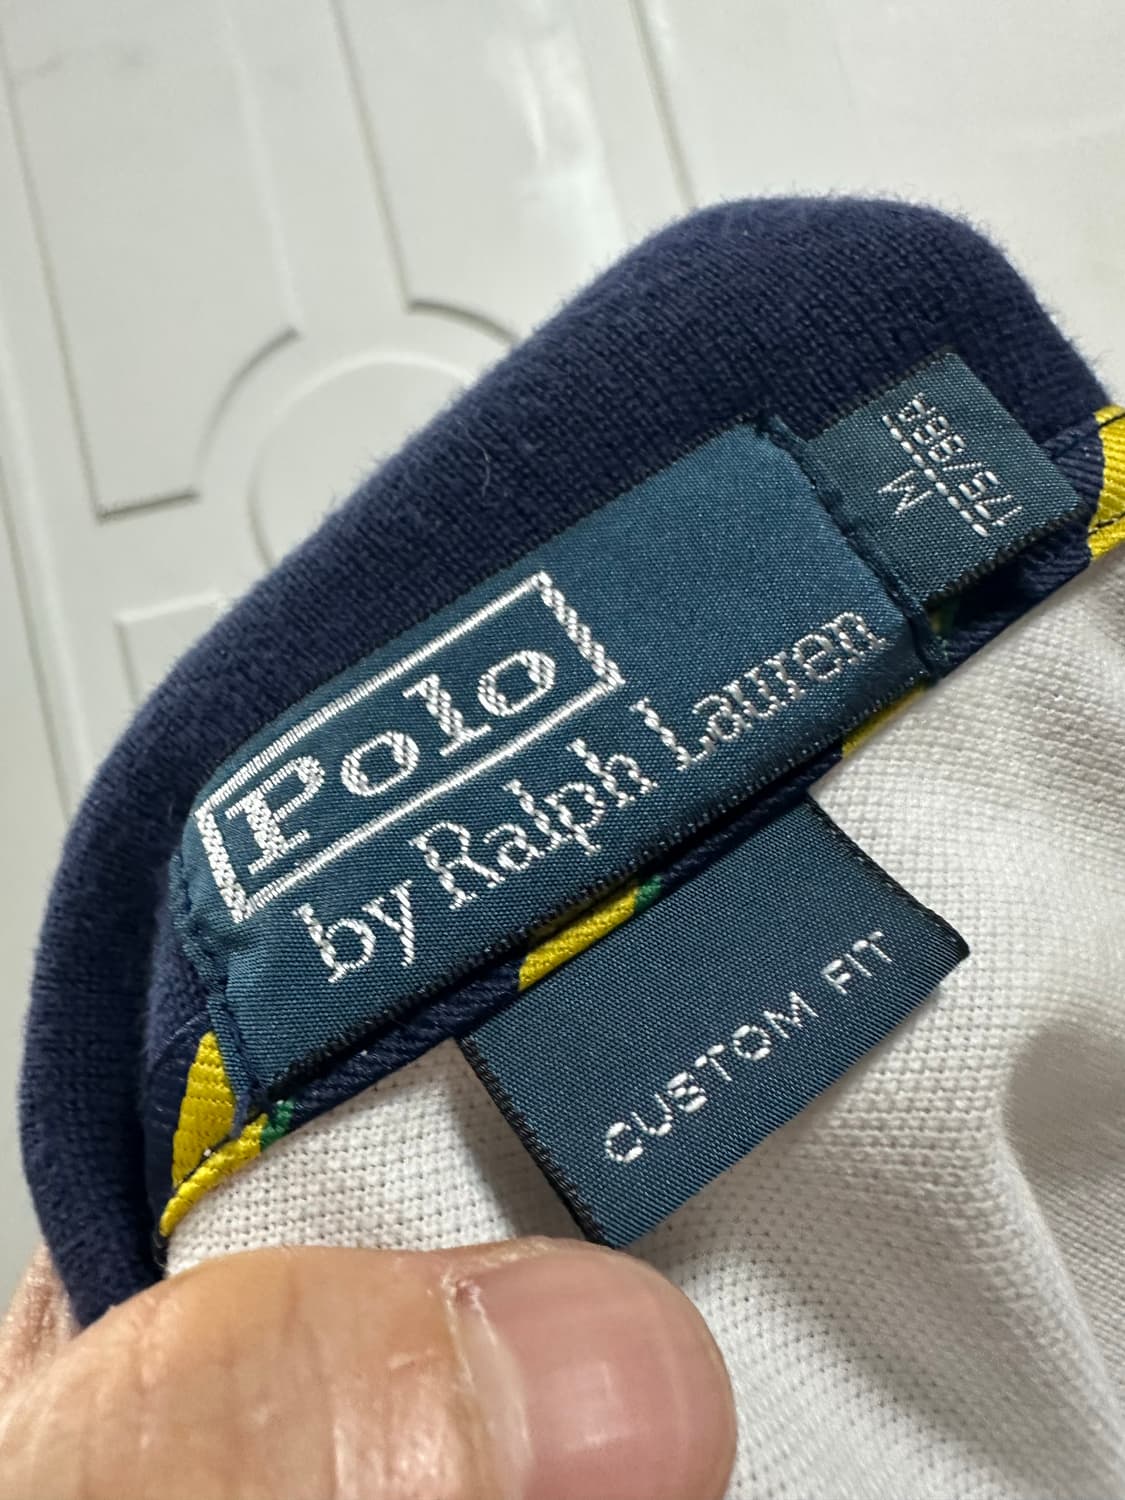 Polo
by Ralph Lauren
M
CUSTOM FIT